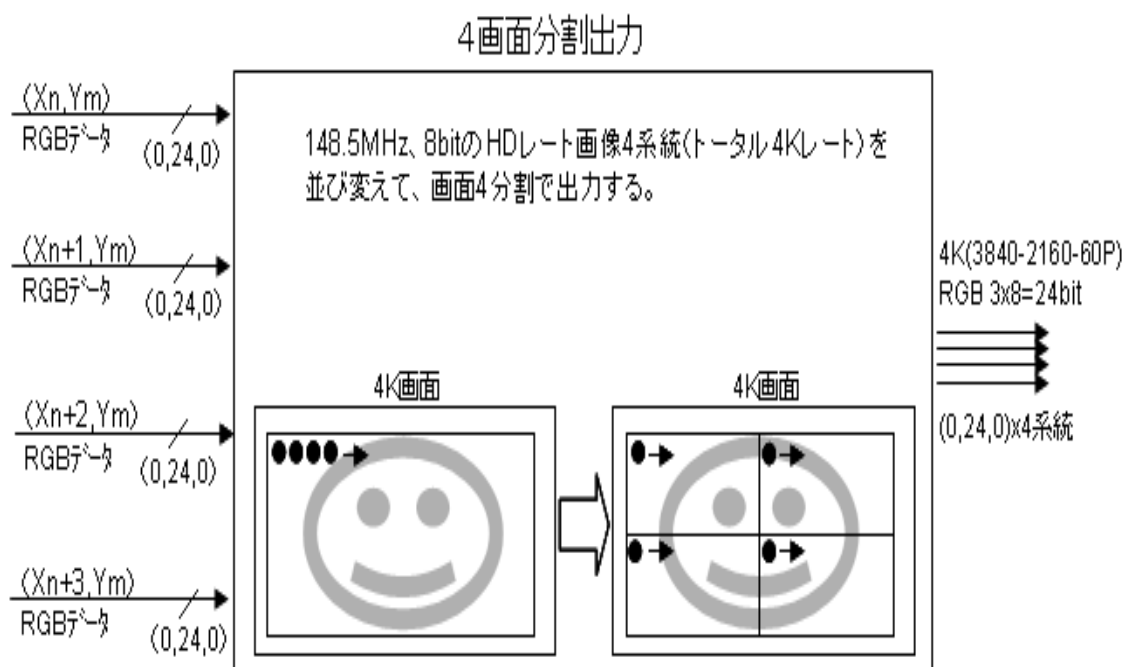 4画面分割出力
(Xn,Ym)
RGBデータ
(0,24,0)
(Xn+1,Ym)
RGBデータ
(0,24,0)
(Xn+2,Ym)
RGBデータ
(0,24,0)
(Xn+3,Ym)
RGBデータ
(0,24,0)
148.5MHz、8bitのHDレート画像4系統(トータル4Kレート)を
並び変えて、画面4分割で出力する。
4K画面
4K画面
4K(3840-2160-60P)
RGB 3x8=24bit
(0,24,0)x4系統